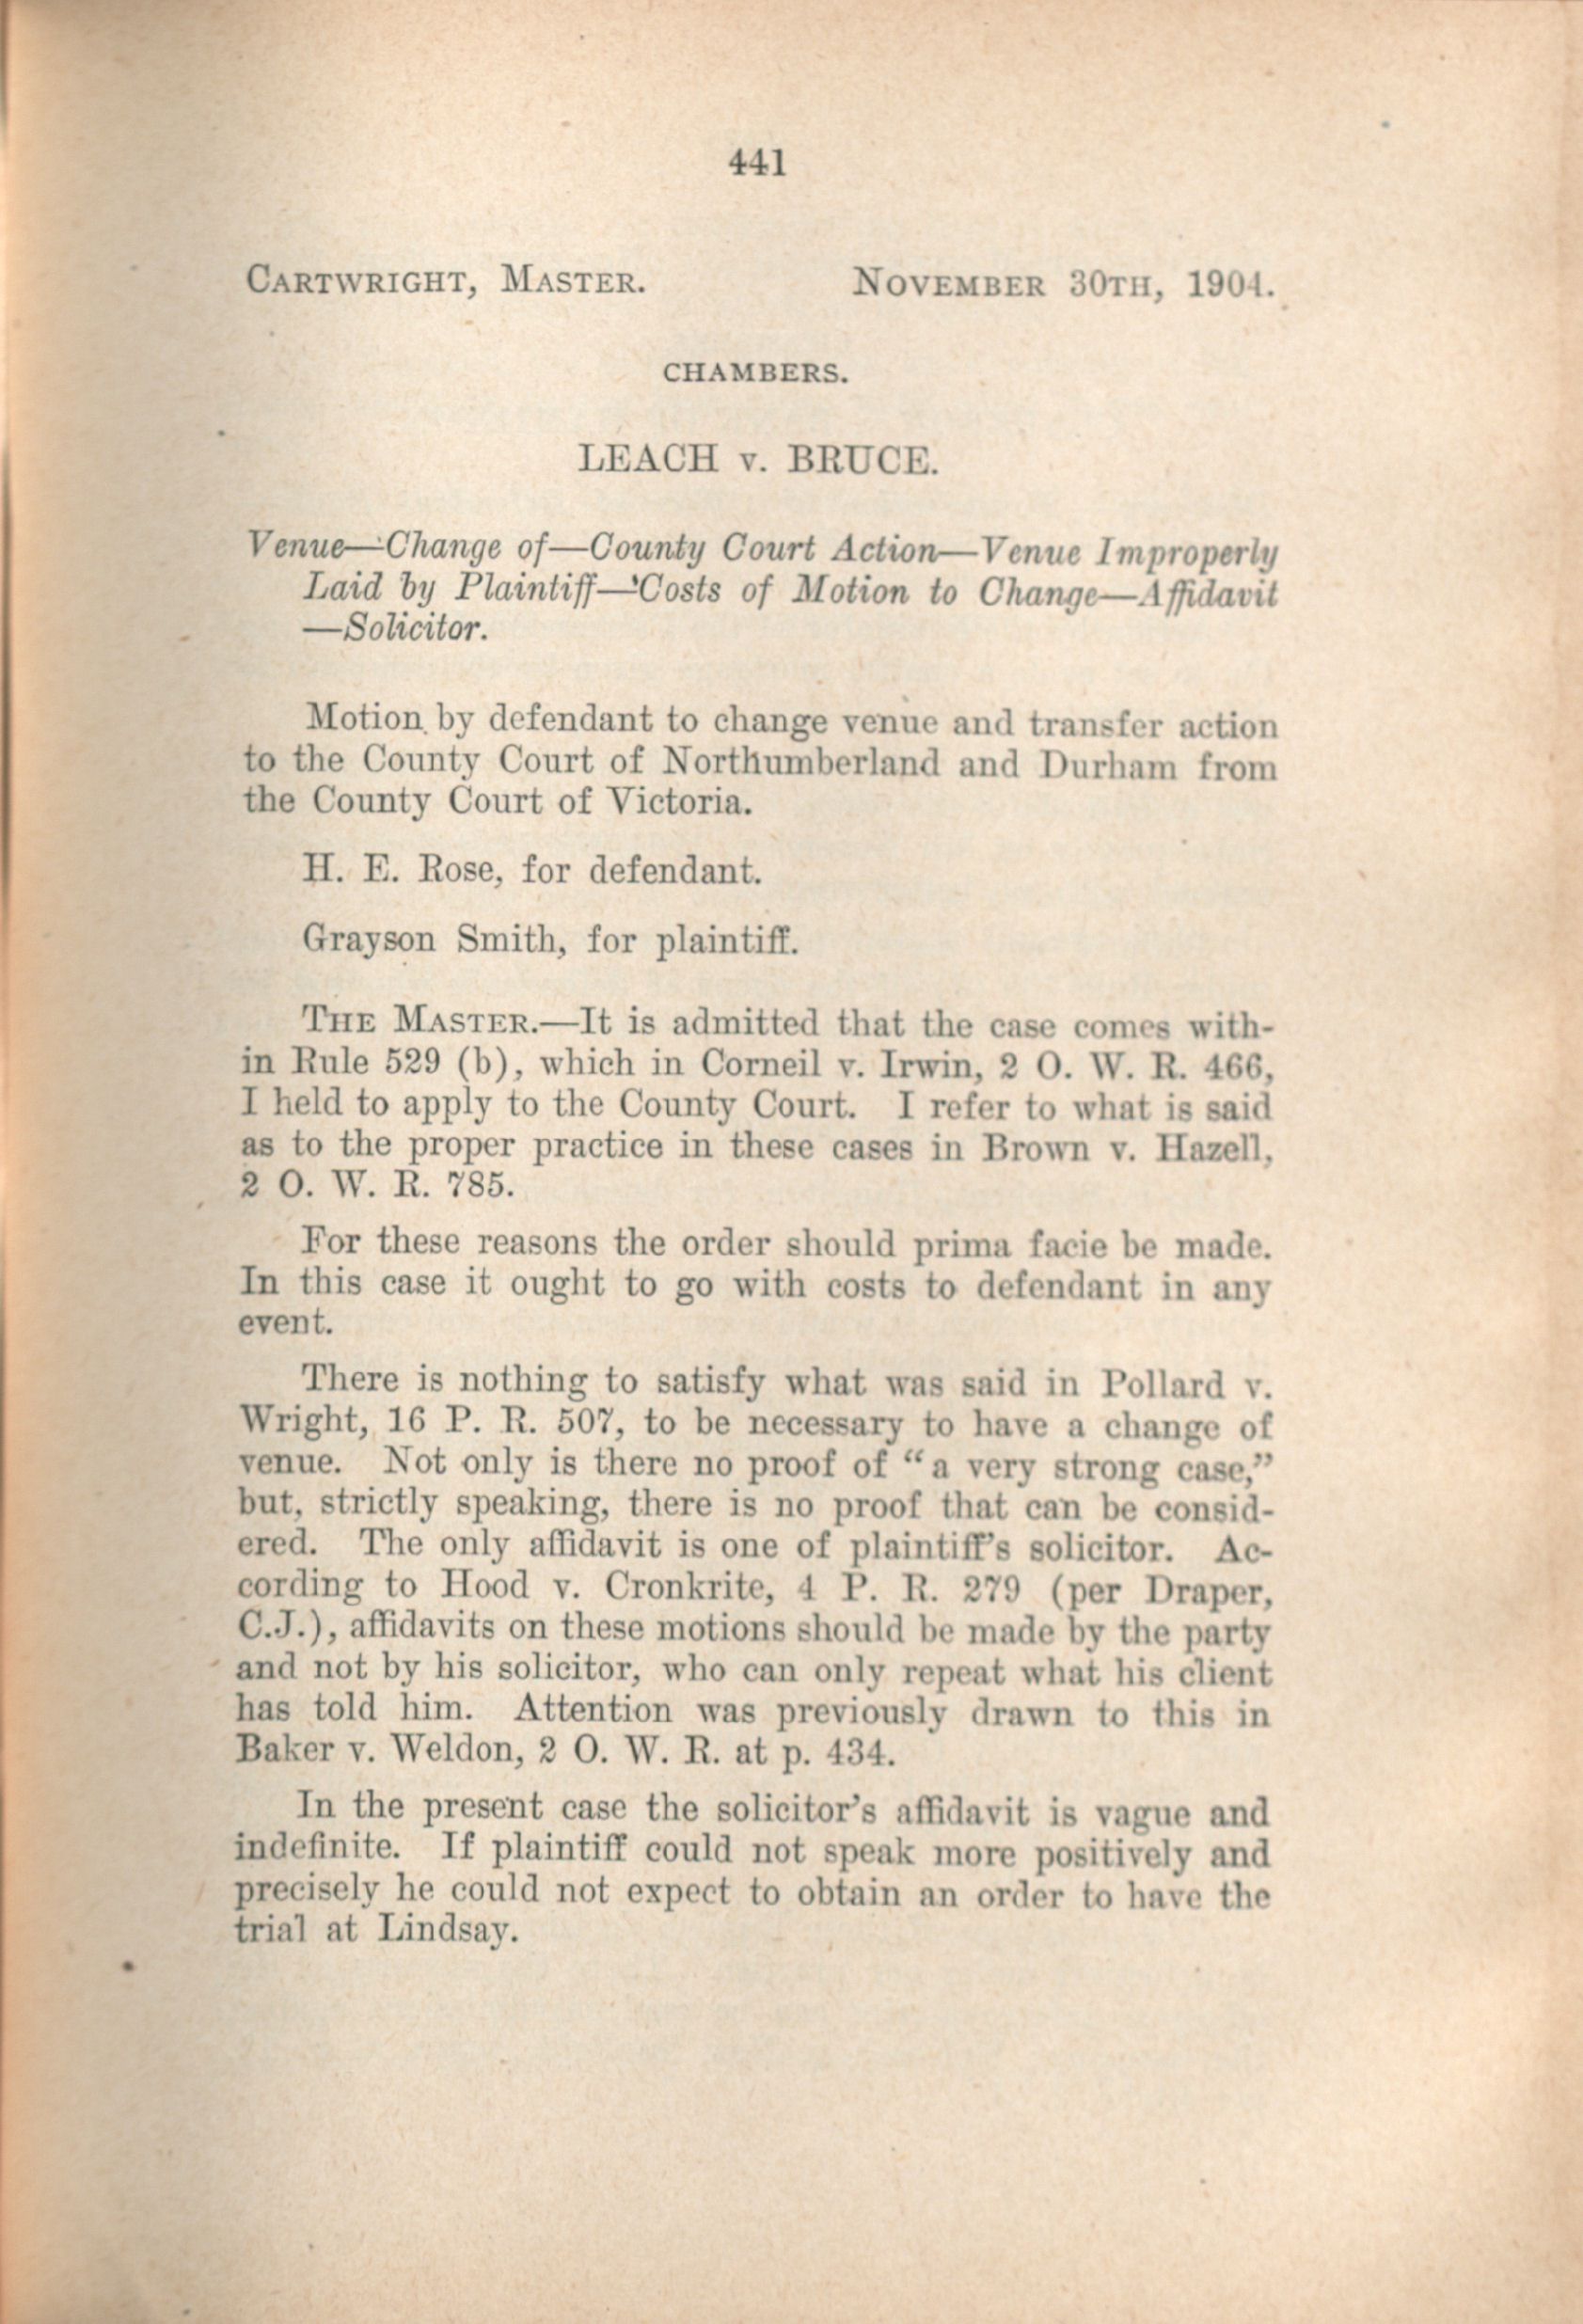 441
CARTWRIGHT, MASTER. NOVEMBER 30TH, 1904.
CHAMBERS.
LEACH v. BRUCE.
Venue—Change of—County Court Action—Venue Improperly
Laid by Plaintiff—Costs of Motion to Change—Affidavit
—Solicitor.
Motion by defendant to change venue and transfer action
to the County Court of Northumberland and Durham from
the County Court of Victoria.
H. E. Rose, for defendant.
Grayson Smith, for plaintiff.
THE MASTER.—It is admitted that the case comes with-
in Rule 529 (b), which in Corneil v. Irwin, 2 O. W. R. 466,
I held to apply to the County Court. I refer to what is said
as to the proper practice in these cases in Brown v. Hazell,
2 O. W. R. 785.
For these reasons the order should prima facie be made.
In this case it ought to go with costs to defendant in any
event.
There is nothing to satisfy what was said in Pollard v.
Wright, 16 P. R. 507, to be necessary to have a change of
venue. Not only is there no proof of “a very strong case,”
but, strictly speaking, there is no proof that can be consid-
ered. The only affidavit is one of plaintiff's solicitor. Ac-
cording to Hood v. Cronkrite, 4 P. R. 279 (per Draper,
C.J.), affidavits on these motions should be made by the party
and not by his solicitor, who can only repeat what his client
has told him. Attention was previously drawn to this in
Baker v. Weldon, 2 O. W. R. at p. 434.
In the present case the solicitor's affidavit is vague and
indefinite. If plaintiff could not speak more positively and
precisely he could not expect to obtain an order to have the
trial at Lindsay.